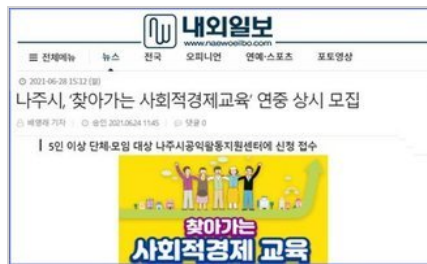 내외일보
www.naewoeilbo.com
전체메뉴 뉴스 전국 오피니언 연예·스포츠 포토영상
2021-06-28 15:12 (월)
나주시, '찾아가는 사회적경제교육' 연중 상시 모집
기자 승인 2021.06.24 11:45 댓글 0
5인 이상 단체·모임 대상 나주시공익활동지원센터에 신청 접수
찾아가는
사회적경제 교육